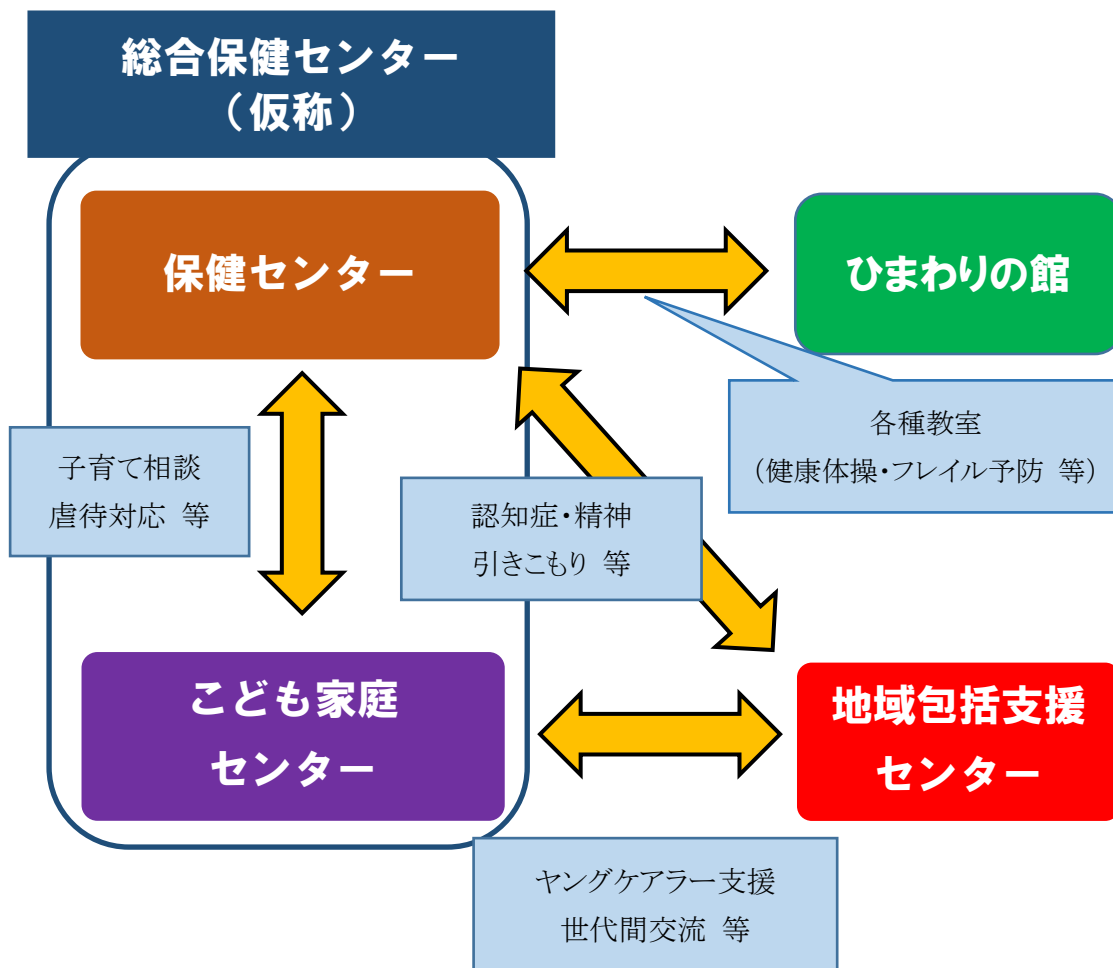 総合保健センター
（仮称）
保健センター
ひまわりの館
各種教室
（健康体操・フレイル予防 等）
子育て相談
虐待対応 等
認知症・精神
引きこもり 等
こども家庭
センター
地域包括支援
センター
ヤングケアラー支援
世代間交流 等